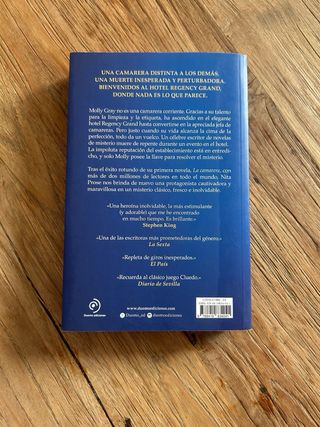 UNA CAMARERA DISTINTA A LOS DEMÁS.
UNA MUERTE INESPERADA Y PERTURBADORA.
BIENVENIDOS AL HOTEL REGENCY GRAND,
DONDE NADA ES LO QUE PARECE.
Molly Gray no es una camarera corriente. Gracias a su talento
para la limpieza y la etiqueta, ha ascendido en el elegante
hotel Regency Grand hasta convertirse en la apreciada jefa de
camareras. Pero justo cuando su vida alcanza la cima de la
perfección, todo da un vuelco. Un célebre escritor de novelas
de misterio muere de repente durante un evento en el hotel.
La impoluta reputación del establecimiento está en entredi-
cho, y solo Molly posee la llave para resolver el misterio.
Tras el éxito rotundo de su primera novela, La camarera, con
más de dos millones de lectores en todo el mundo, Nita
Prose nos brinda de nuevo una protagonista cautivadora y
maravillosa en un misterio clásico, fresco e inolvidable.
«Una heroína inolvidable, la más estimulante
(y adorable) que me he encontrado
en mucho tiempo. Es brillante.»
Stephen King
«Una de las escritoras más prometedoras del género.»
La Sexta
«Repleta de giros inesperados.»
El País
«Recuerda al clásico juego Cluedo.»
Diario de Sevilla
Duomo ediciones
www.duomoediciones.com
Duomo_ed
duomoediciones